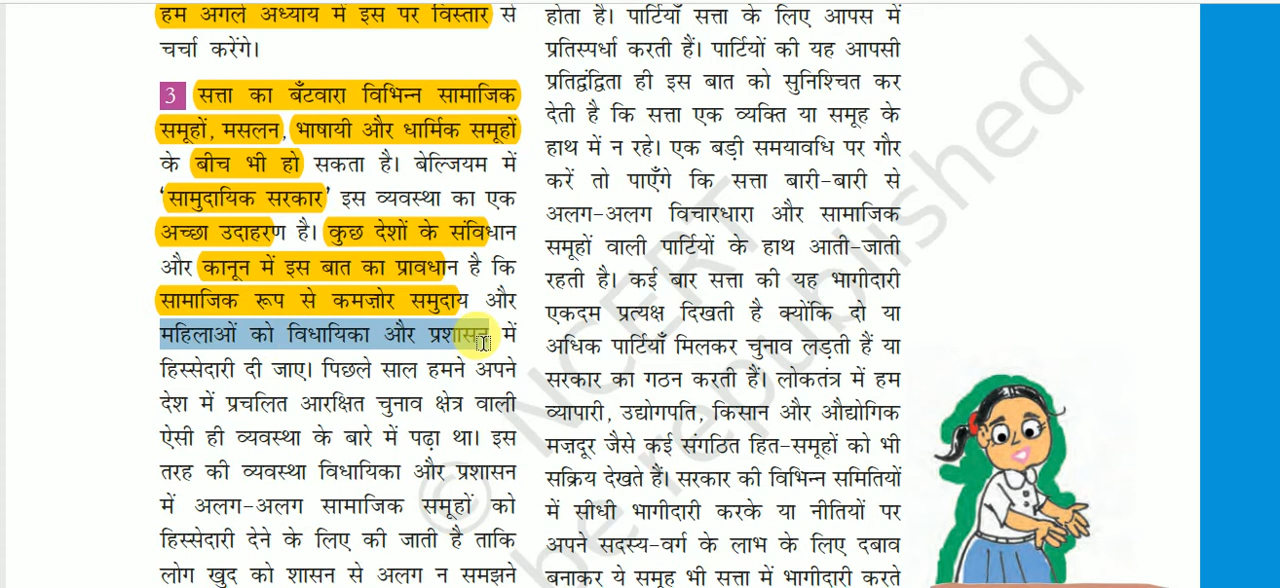 हम अगले अध्याय में इस पर विस्तार से
चर्चा करेंगे।
3 सत्ता का बँटवारा विभिन्न सामाजिक
समूहों, मसलन, भाषायी और धार्मिक समूहों
के बीच भी हो सकता है। बेल्जियम में
‘सामुदायिक सरकार’ इस व्यवस्था का एक
अच्छा उदाहरण है। कुछ देशों के संविधान
और कानून में इस बात का प्रावधान है कि
सामाजिक रूप से कमज़ोर समुदाय और
महिलाओं को विधायिका और प्रशासन में
हिस्सेदारी दी जाए। पिछले साल हमने अपने
देश में प्रचलित आरक्षित चुनाव क्षेत्र वाली
ऐसी ही व्यवस्था के बारे में पढ़ा था। इस
तरह की व्यवस्था विधायिका और प्रशासन
में अलग-अलग सामाजिक समूहों को
हिस्सेदारी देने के लिए की जाती है ताकि
लोग खुद को शासन से अलग न समझने
होता है। पार्टियाँ सत्ता के लिए आपस में
प्रतिस्पर्धा करती हैं। पार्टियों की यह आपसी
प्रतिद्वंद्विता ही इस बात को सुनिश्चित कर
देती है कि सत्ता एक व्यक्ति या समूह के
हाथ में न रहे। एक बड़ी समयावधि पर गौर
करें तो पाएँगे कि सत्ता बारी-बारी से
अलग-अलग विचारधारा और सामाजिक
समूहों वाली पार्टियों के हाथ आती-जाती
रहती है। कई बार सत्ता की यह भागीदारी
एकदम प्रत्यक्ष दिखती है क्योंकि दो या
अधिक पार्टियाँ मिलकर चुनाव लड़ती हैं या
सरकार का गठन करती हैं। लोकतंत्र में हम
व्यापारी, उद्योगपति, किसान और औद्योगिक
मजदूर जैसे कई संगठित हित-समूहों को भी
सक्रिय देखते हैं। सरकार की विभिन्न समितियों
में सीधी भागीदारी करके या नीतियों पर
अपने सदस्य-वर्ग के लाभ के लिए दबाव
बनाकर ये समूह भी सत्ता में भागीदारी करते
© NCERT
be republished